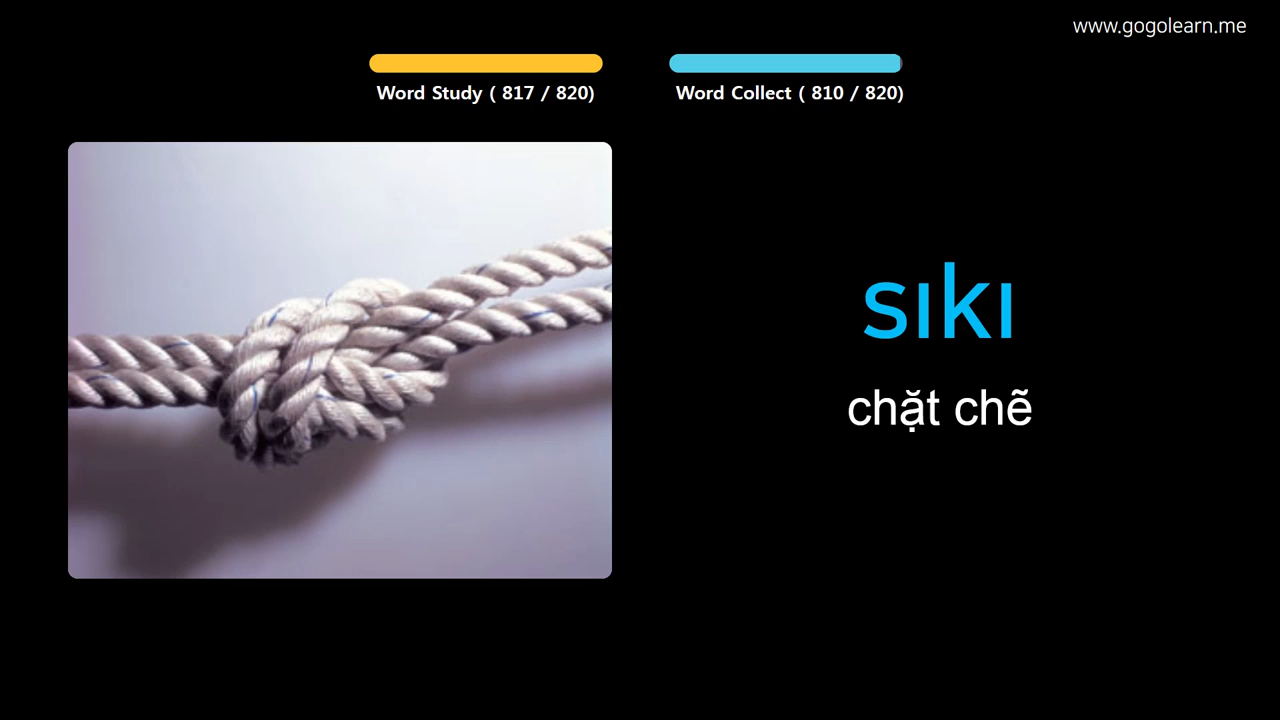 www.gogolearn.me
Word Study ( 817 / 820)
Word Collect ( 810 / 820)
sıkı
chặt chẽ